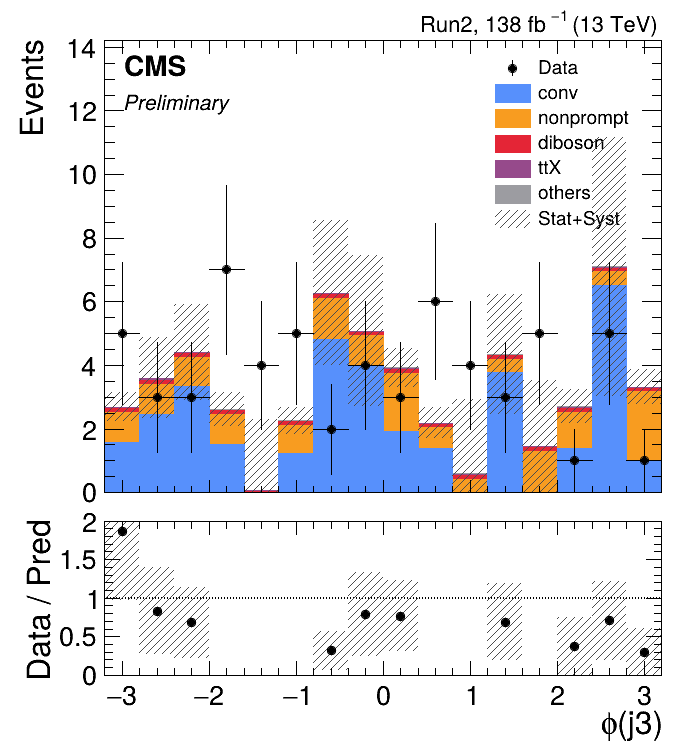 Run2, 138 fb⁻¹ (13 TeV)
Events
14
12
10
8
6
4
2
0
CMS
Preliminary
Data
conv
nonprompt
diboson
ttX
others
Stat+Syst
Data / Pred
2
1.5
1
0.5
0
−3 −2 −1 0 1 2 3
ϕ(j3)